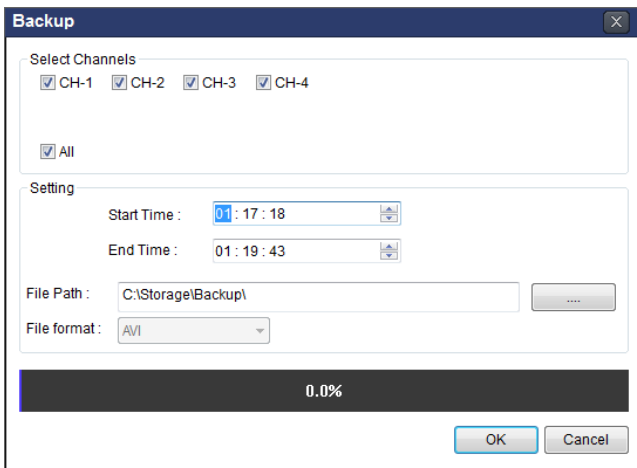 Backup
Select Channels
CH-1 CH-2 CH-3 CH-4
All
Setting
Start Time : 01 : 17 : 18
End Time : 01 : 19 : 43
File Path : C:\Storage\Backup\ ....
File format : AVI
0.0%
OK Cancel